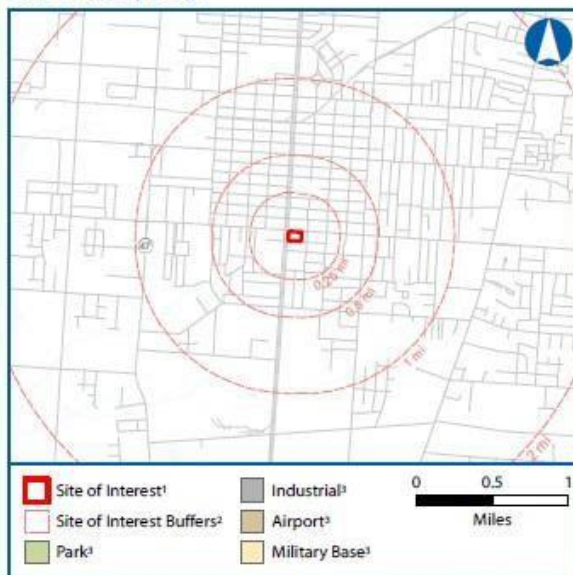 0.25 mi
0.5 mi
1 mi
2 mi
Site of Interest¹
Site of Interest Buffers²
Park³
Industrial³
Airport³
Military Base³
0 0.5 1
Miles